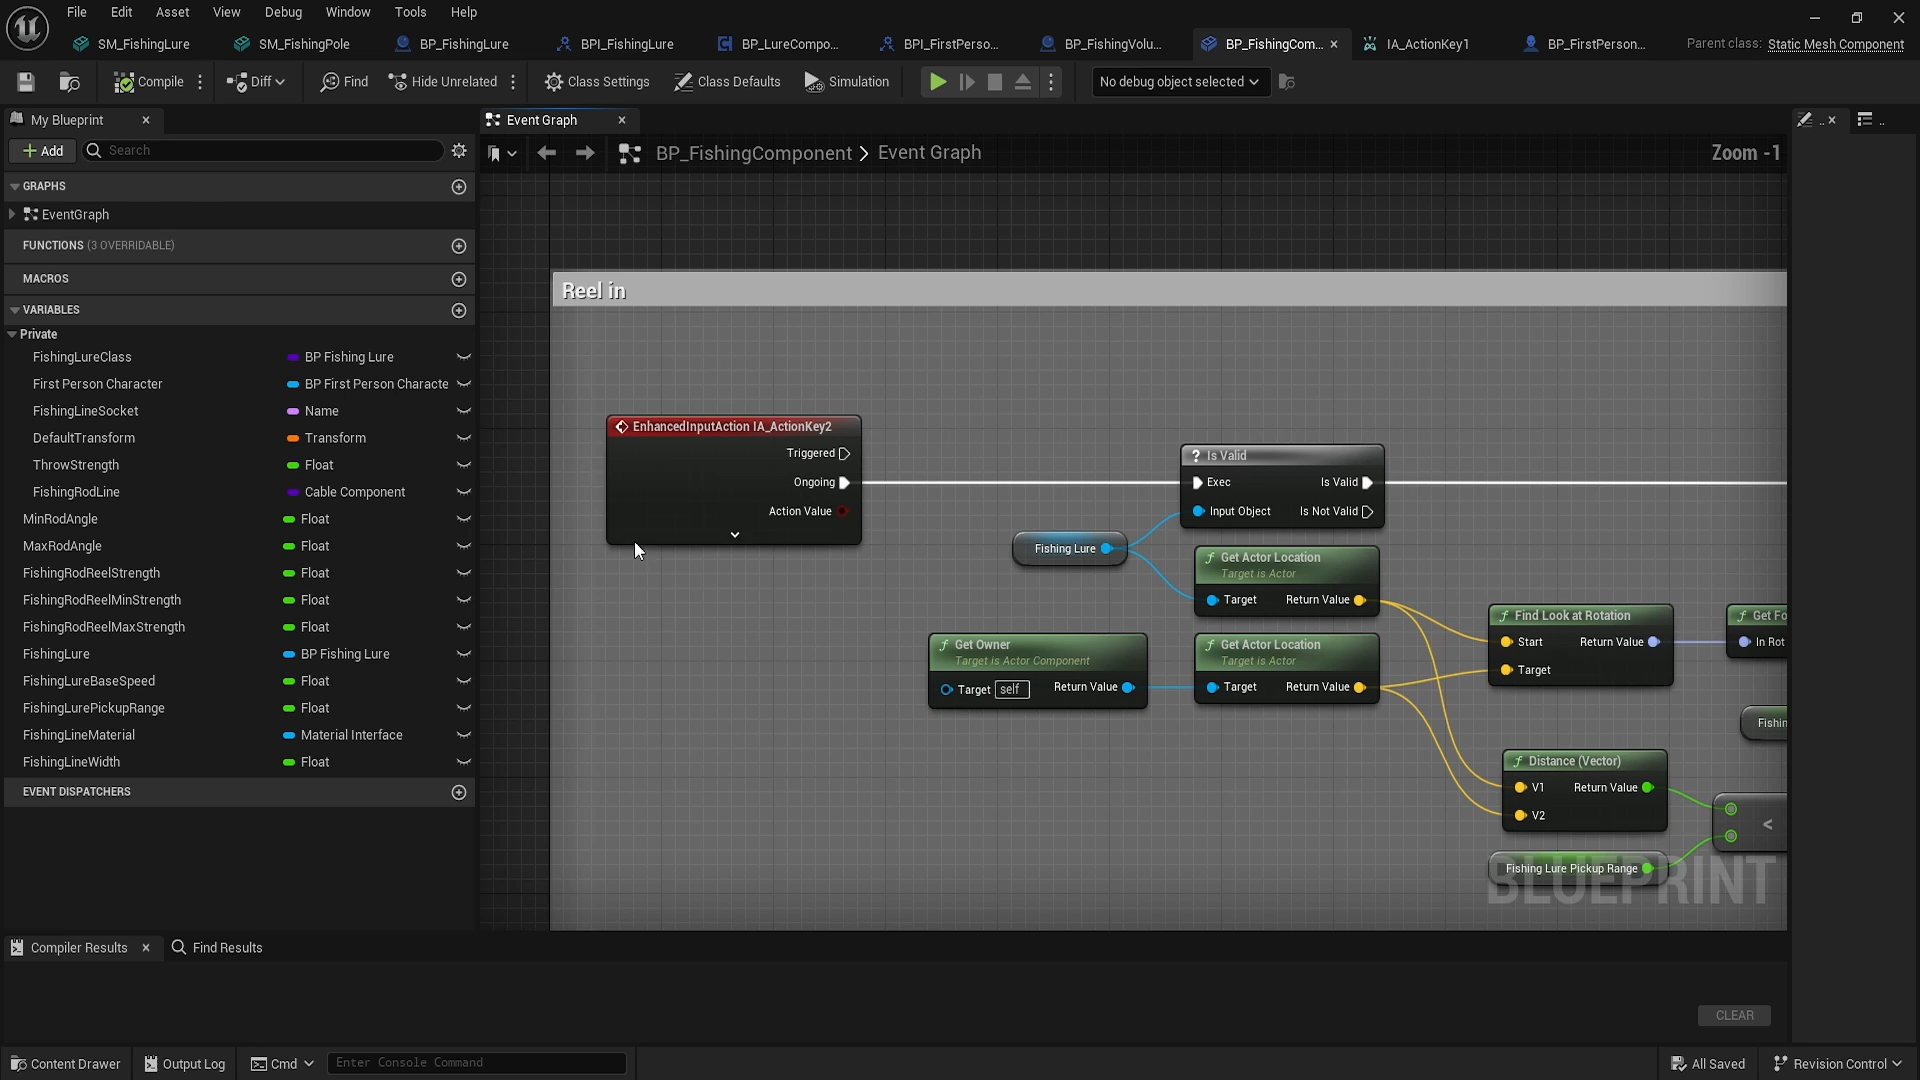 File Edit Asset View Debug Window Tools Help
SM_FishingLure SM_FishingPole BP_FishingLure BPI_FishingLure BP_LureCompo... BPI_FirstPerso... BP_FishingVolu... BP_FishingCom... IA_ActionKey1 BP_FirstPerson... Parent class: Static Mesh Component
Compile Diff Find Hide Unrelated Class Settings Class Defaults Simulation No debug object selected
My Blueprint
Event Graph
..
..
+ Add Search
BP_FishingComponent > Event Graph Zoom -1
GRAPHS
EventGraph
FUNCTIONS (3 OVERRIDABLE)
MACROS
VARIABLES
Private
FishingLureClass BP Fishing Lure
First Person Character BP First Person Characte
FishingLineSocket Name
DefaultTransform Transform
ThrowStrength Float
FishingRodLine Cable Component
MinRodAngle Float
MaxRodAngle Float
FishingRodReelStrength Float
FishingRodReelMinStrength Float
FishingRodReelMaxStrength Float
FishingLure BP Fishing Lure
FishingLureBaseSpeed Float
FishingLurePickupRange Float
FishingLineMaterial Material Interface
FishingLineWidth Float
EVENT DISPATCHERS
Reel in
EnhancedInputAction IA_ActionKey2
Triggered
Ongoing
Action Value
? Is Valid
Exec Is Valid
Input Object Is Not Valid
Fishing Lure
f Get Actor Location
Target is Actor
Target Return Value
f Get Owner
Target is Actor Component
Target self Return Value
f Get Actor Location
Target is Actor
Target Return Value
f Find Look at Rotation
Start Return Value
Target
f Get Fo
In Rot
Fishin
f Distance (Vector)
V1 Return Value
V2
<
Fishing Lure Pickup Range
BLUEPRINT
Compiler Results Find Results
CLEAR
Content Drawer Output Log Cmd Enter Console Command All Saved Revision Control